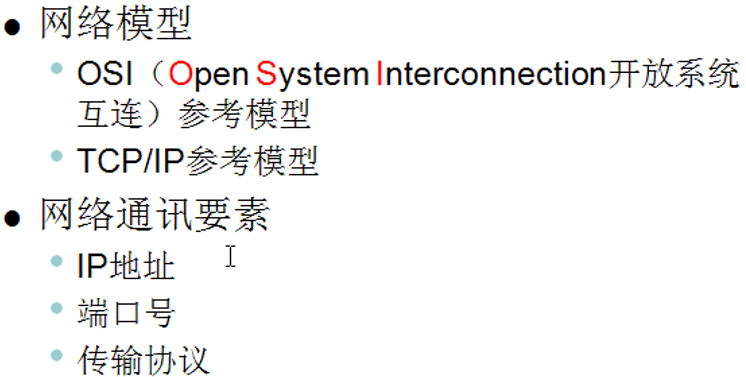 网络模型
OSI（Open System Interconnection开放系统
互连）参考模型
TCP/IP参考模型
网络通讯要素
IP地址
端口号
传输协议